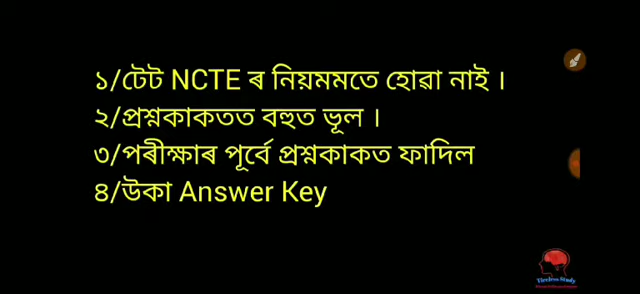 ১/টেট NCTE ৰ নিয়মমতে হোৱা নাই ।
২/প্ৰশ্নকাকতত বহুত ভূল ।
৩/পৰীক্ষাৰ পূৰ্বে প্ৰশ্নকাকত ফাদিল
৪/উকা Answer Key